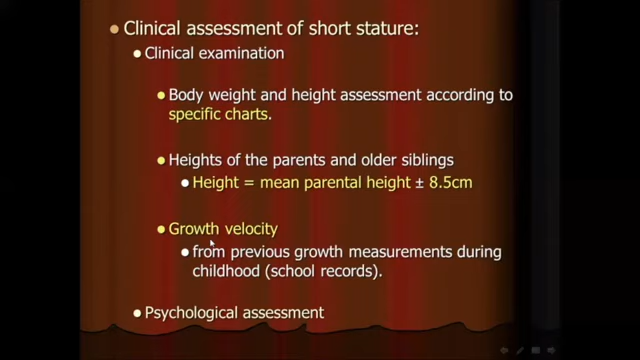 Clinical assessment of short stature:
Clinical examination
Body weight and height assessment according to
specific charts.
Heights of the parents and older siblings
Height = mean parental height ± 8.5cm
Growth velocity
from previous growth measurements during
childhood (school records).
Psychological assessment